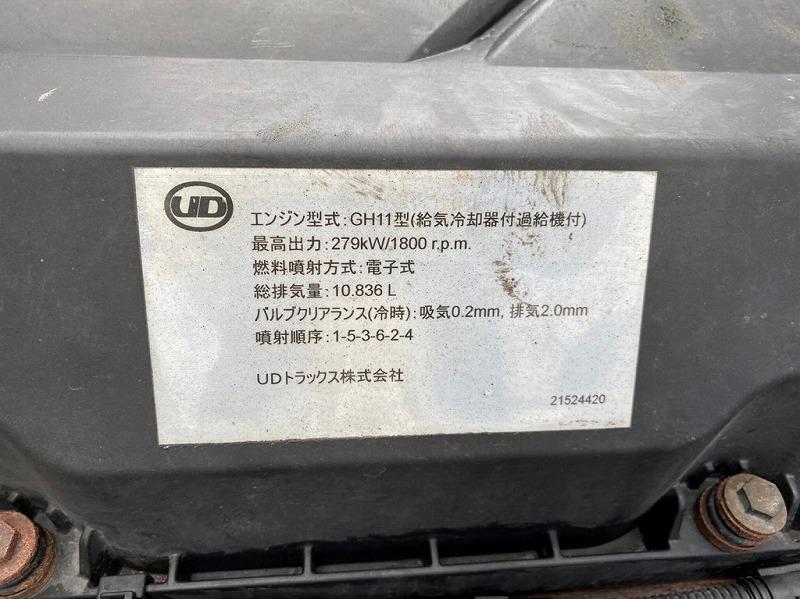 UD
エンジン型式:GH11型(給気冷却器付過給機付)
最高出力:279kW/1800 r.p.m.
燃料噴射方式:電子式
総排気量:10.836 L
バルブクリアランス(冷時):吸気0.2mm, 排気2.0mm
噴射順序:1-5-3-6-2-4
UDトラックス株式会社
21524420